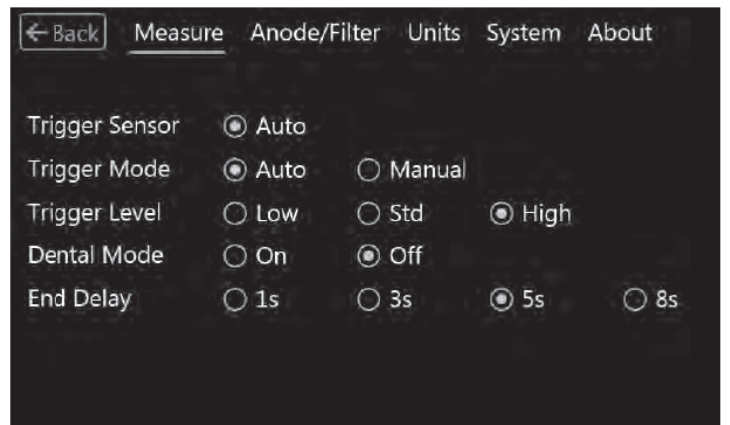 Back Measure Anode/Filter Units System About
Trigger Sensor Auto
Trigger Mode Auto Manual
Trigger Level Low Std High
Dental Mode On Off
End Delay 1s 3s 5s 8s